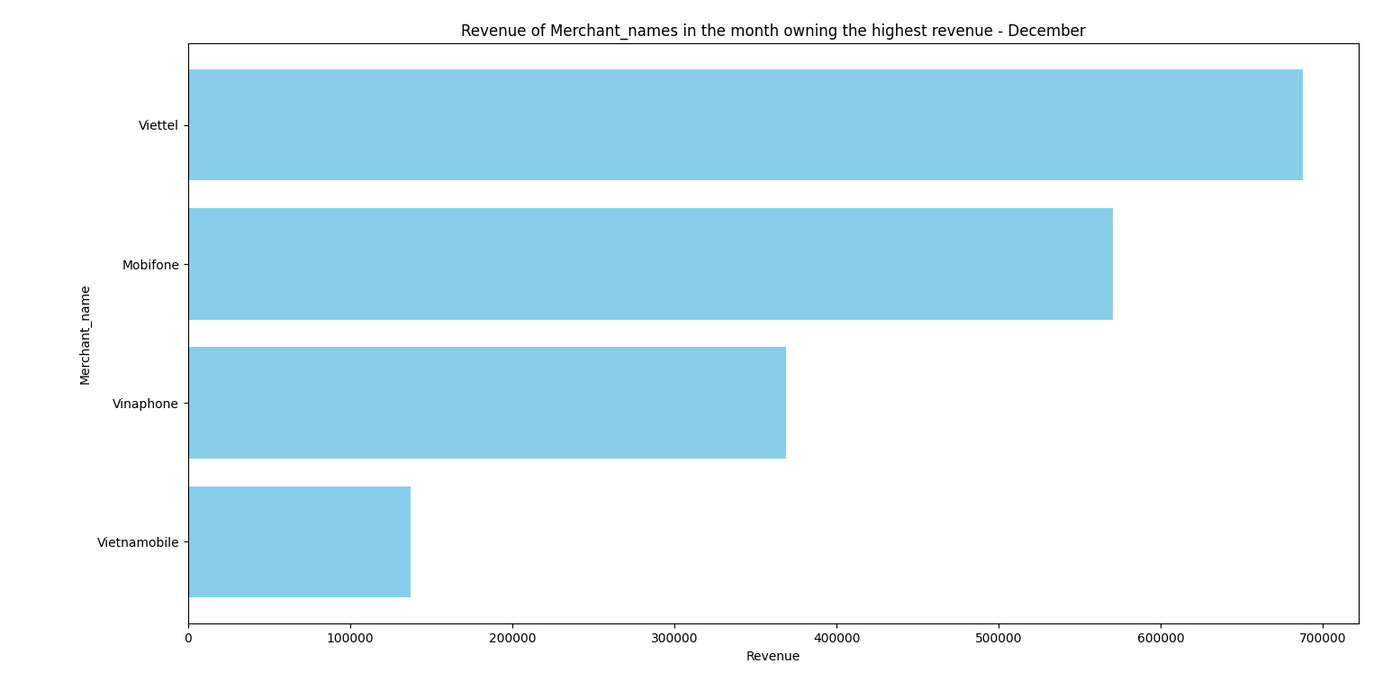 Revenue of Merchant_names in the month owning the highest revenue - December
Merchant_name
Viettel
Mobifone
Vinaphone
Vietnamobile
0 100000 200000 300000 400000 500000 600000 700000
Revenue